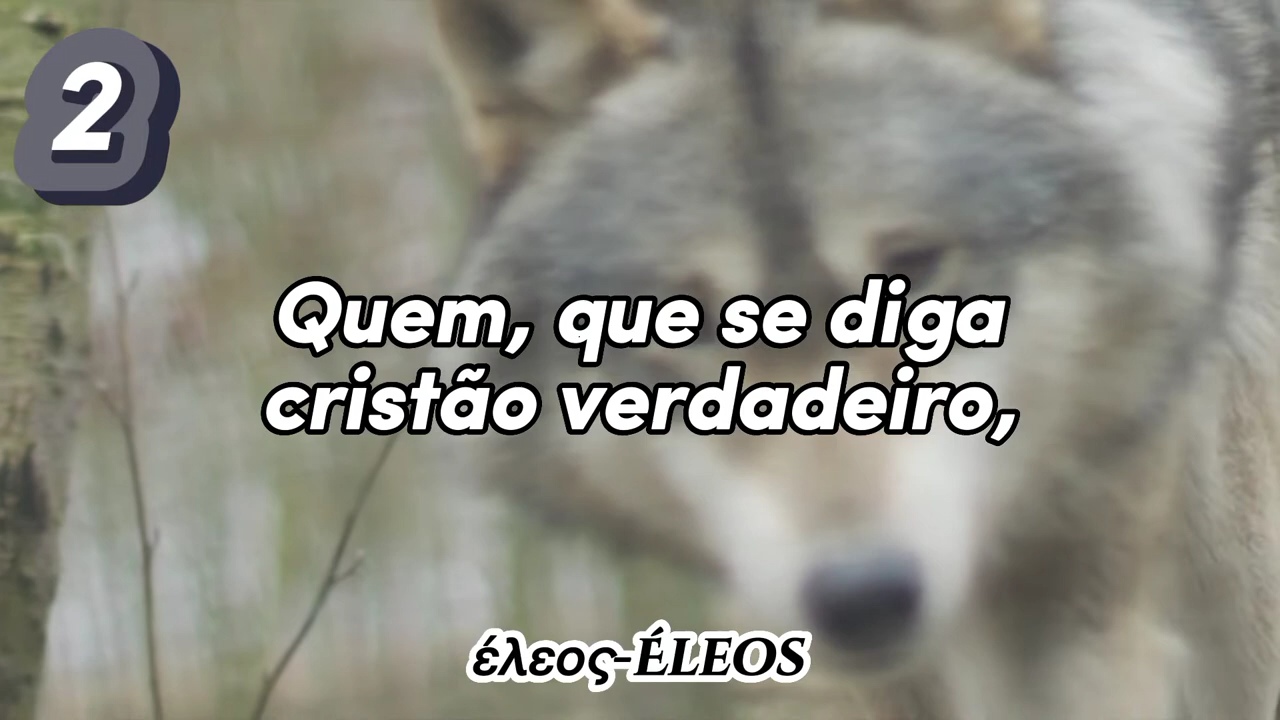 2
Quem, que se diga
cristão verdadeiro,
έλεος-ÉLEOS